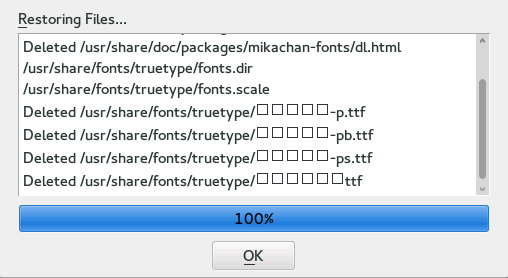 Restoring Files...
Deleted /usr/share/doc/packages/mikachan-fonts/dl.html
/usr/share/fonts/truetype/fonts.dir
/usr/share/fonts/truetype/fonts.scale
Deleted /usr/share/fonts/truetype/□□□□□-p.ttf
Deleted /usr/share/fonts/truetype/□□□□□-pb.ttf
Deleted /usr/share/fonts/truetype/□□□□□-ps.ttf
Deleted /usr/share/fonts/truetype/□□□□□□ttf
100%
OK